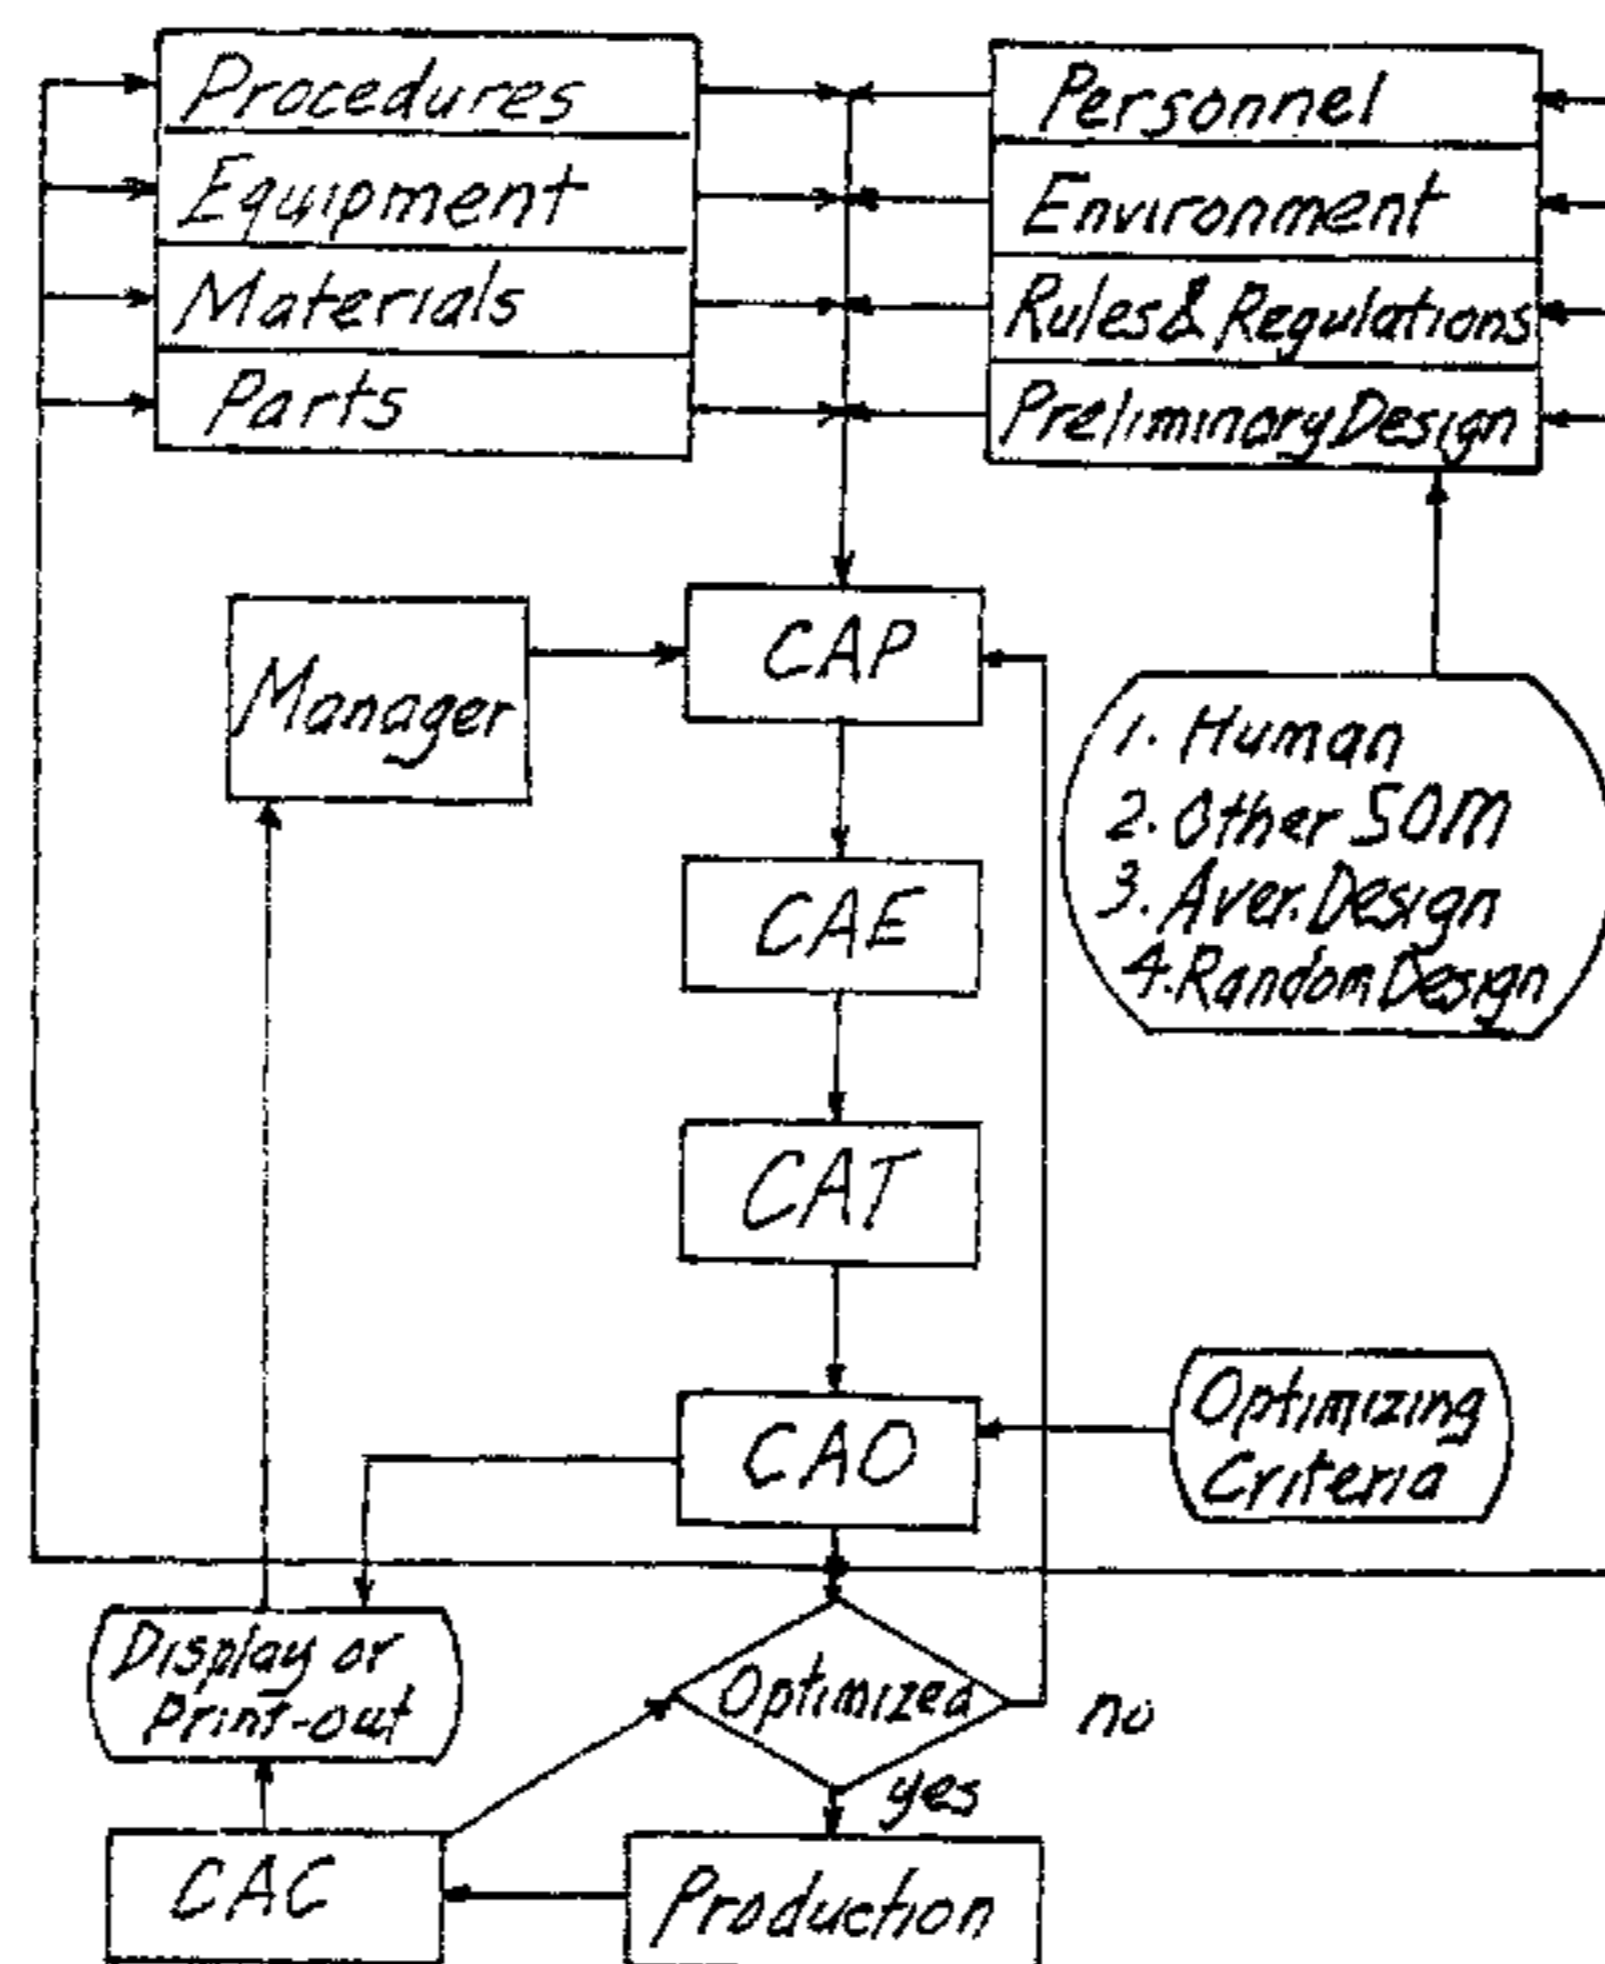 Procedures
Equipment
Materials
Parts
Personnel
Environment
Rules & Regulations
Preliminary Design
Manager
CAP
1. Human
2. Other SOM
3. Aver. Design
4. Random Design
CAE
CAT
CAO
Optimizing
Criteria
Display or
Print-out
Optimized
no
yes
CAC
Production